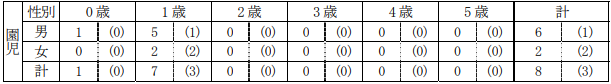 園児 性別 0歳 1歳 2歳 3歳 4歳 5歳 計
男 1 (0) 5 (1) 0 (0) 0 (0) 0 (0) 0 (0) 6 (1)
女 0 (0) 2 (2) 0 (0) 0 (0) 0 (0) 0 (0) 2 (2)
計 1 (0) 7 (3) 0 (0) 0 (0) 0 (0) 0 (0) 8 (3)